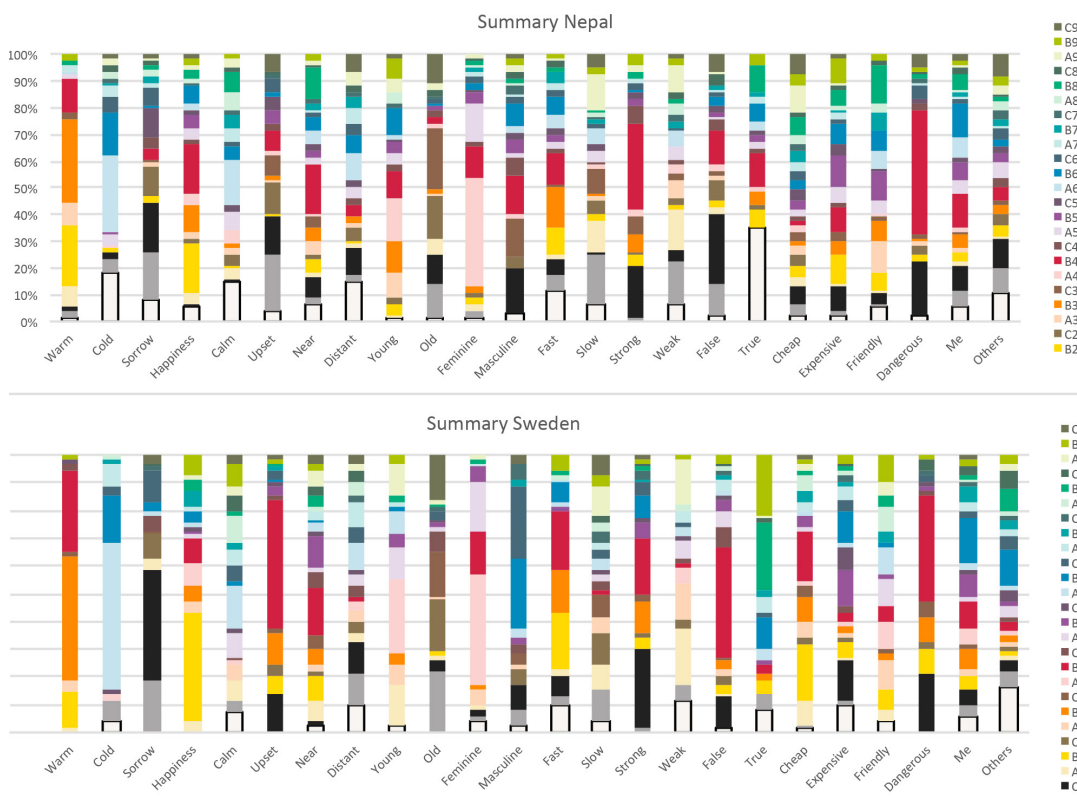 Summary Nepal
100%
90%
80%
70%
60%
50%
40%
30%
20%
10%
0%
Warm
Cold
Sorrow
Happiness
Calm
Upset
Near
Distant
Young
Old
Feminine
Masculine
Fast
Slow
Strong
Weak
False
True
Cheap
Expensive
Friendly
Dangerous
Me
Others
C9
B9
A9
C8
B8
A8
C7
B7
A7
C6
B6
A6
C5
B5
A5
C4
B4
A4
C3
B3
A3
C2
B2
Summary Sweden
Warm
Cold
Sorrow
Happiness
Calm
Upset
Near
Distant
Young
Old
Feminine
Masculine
Fast
Slow
Strong
Weak
False
True
Cheap
Expensive
Friendly
Dangerous
Me
Others